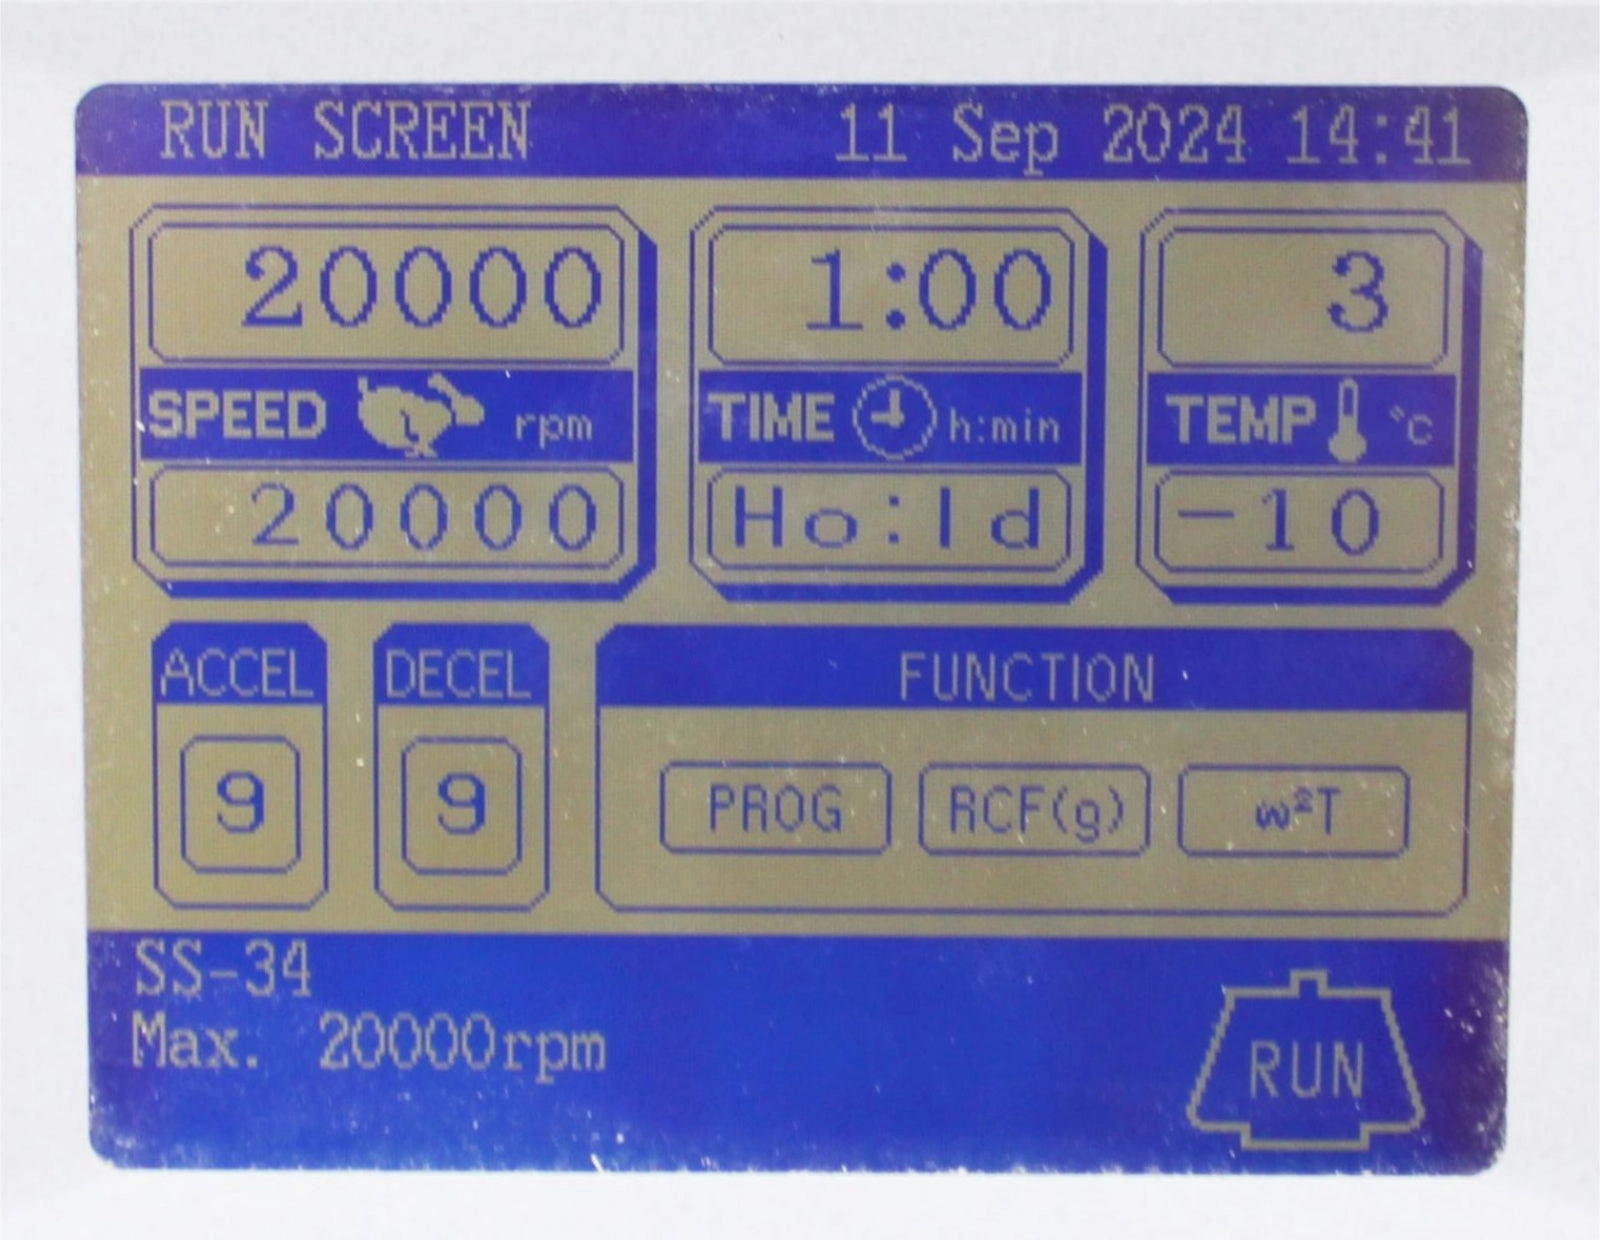 RUN SCREEN 11 Sep 2024 14:41
20000 1:00 3
SPEED rpm TIME h:min TEMP °C
20000 Ho:ld -10
ACCEL DECEL FUNCTION
9 9 PROG RCF(g) ω²T
SS-34
Max. 20000rpm
RUN